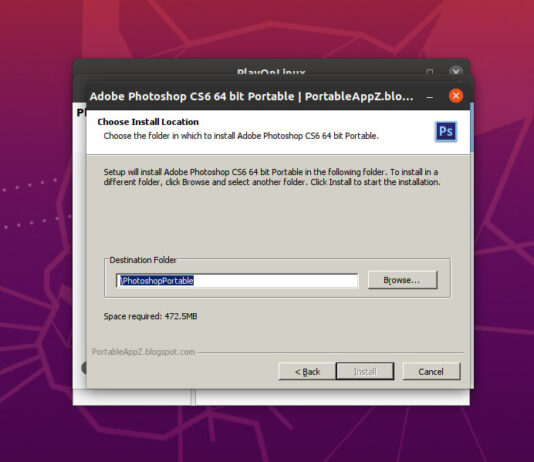 PlayOnLinux
Adobe Photoshop CS6 64 bit Portable | PortableAppZ.blo...
Choose Install Location
Choose the folder in which to install Adobe Photoshop CS6 64 bit Portable.
Ps
Setup will install Adobe Photoshop CS6 64 bit Portable in the following folder. To install in a
different folder, click Browse and select another folder. Click Install to start the installation.
Destination Folder
\PhotoshopPortable
Browse...
Space required: 472.5MB
PortableAppZ.blogspot.com
< Back
Install
Cancel